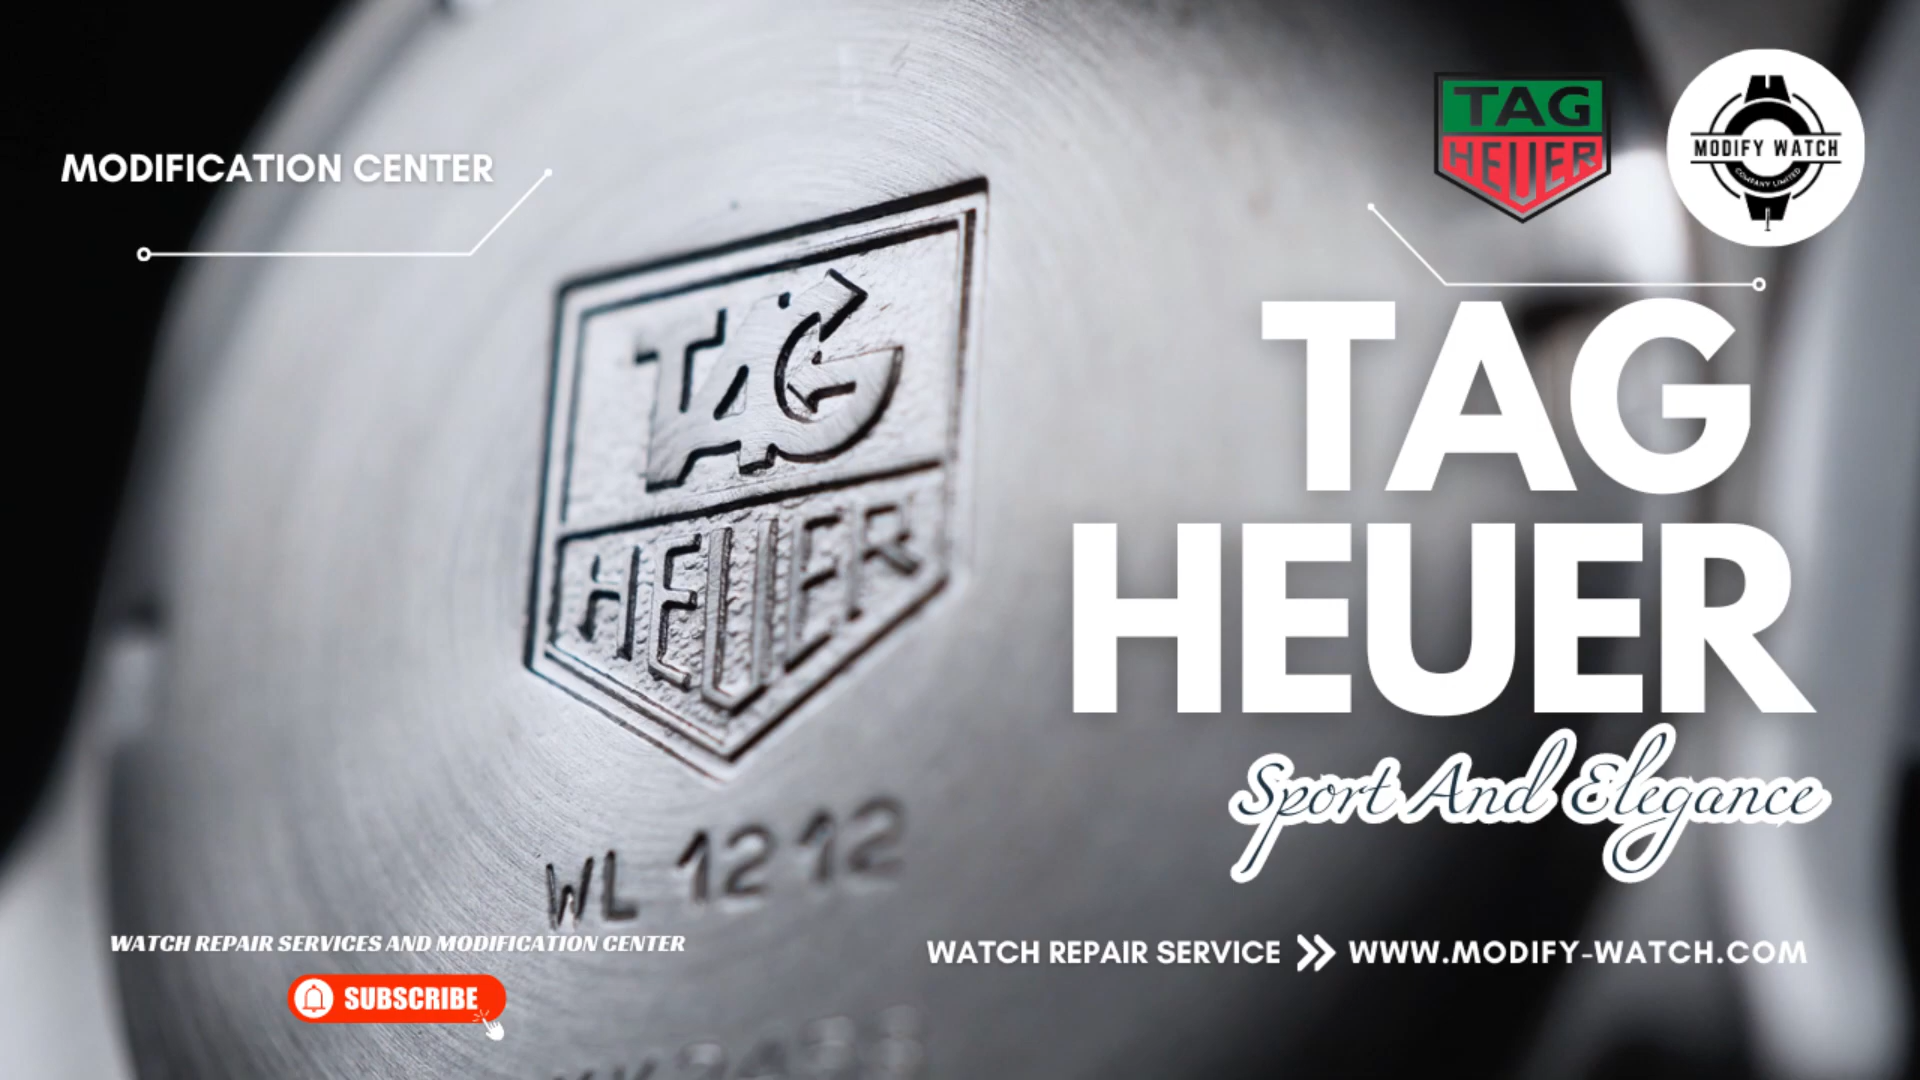 MODIFICATION CENTER
TAG
HEUER
MODIFY WATCH
COMPANY LIMITED
TAG
HEUER
WL 1212
TAG
HEUER
Sport And Elegance
WATCH REPAIR SERVICES AND MODIFICATION CENTER
SUBSCRIBE
WATCH REPAIR SERVICE WWW.MODIFY-WATCH.COM